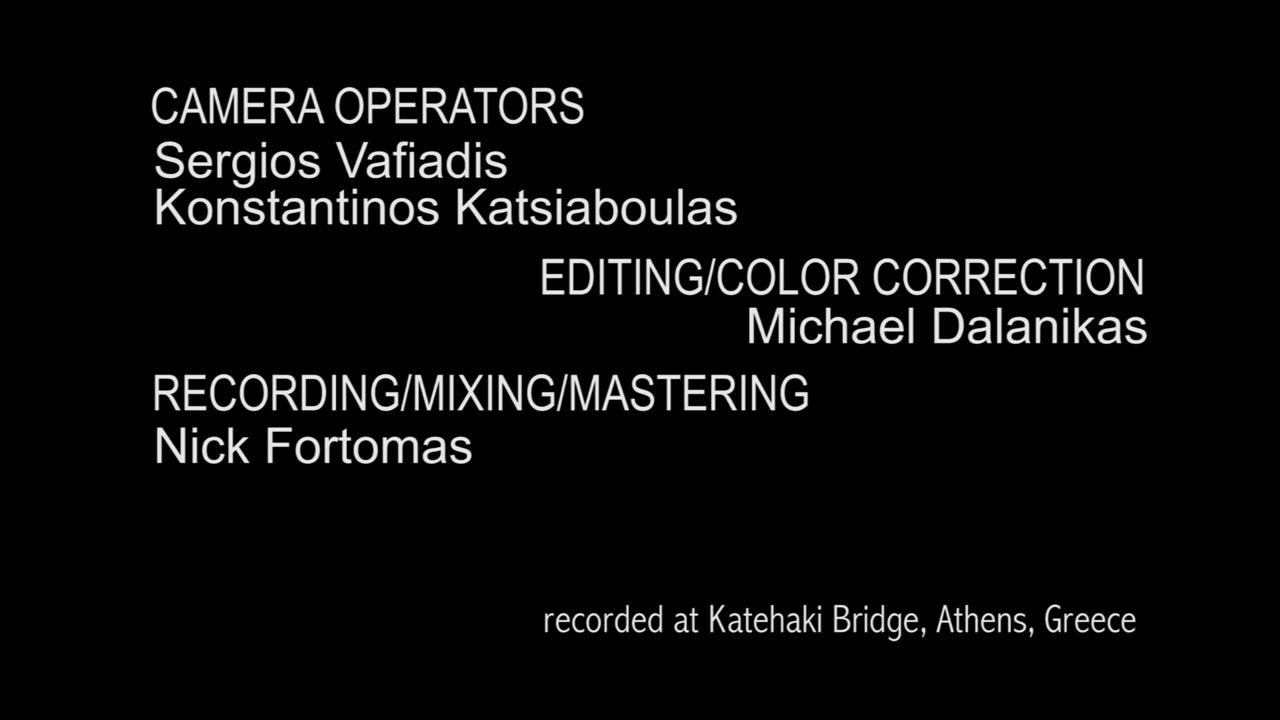 CAMERA OPERATORS
Sergios Vafiadis
Konstantinos Katsiaboulas
EDITING/COLOR CORRECTION
Michael Dalanikas
RECORDING/MIXING/MASTERING
Nick Fortomas
recorded at Katehaki Bridge, Athens, Greece